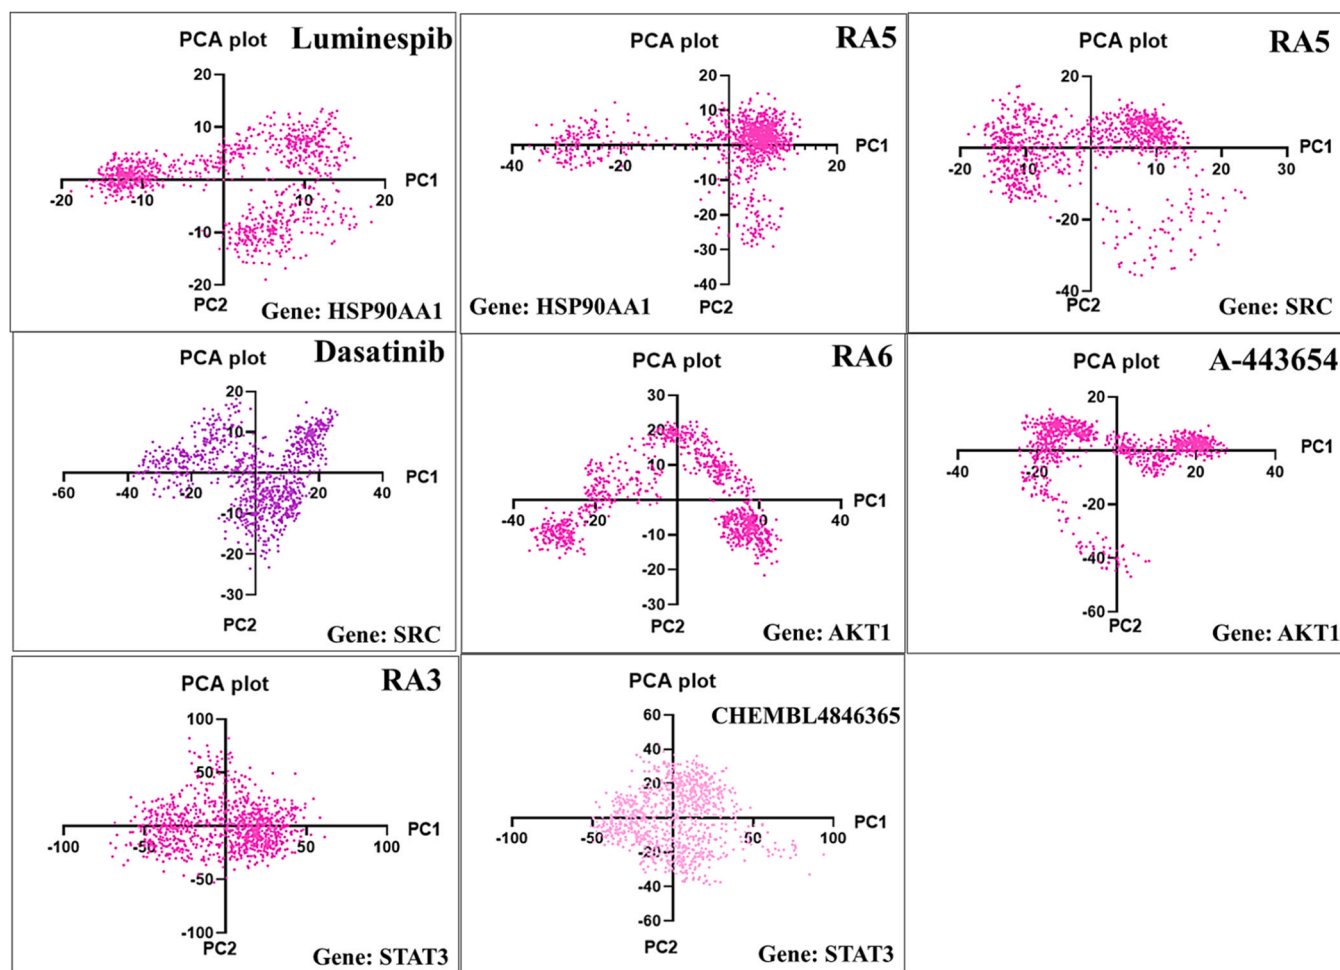 PCA plot Luminespib
20
10
-20 -10 10 20 PC1
-10
-20
PC2
Gene: HSP90AA1
PCA plot RA5
20
10
-40 -20 20 PC1
-10
-20
-30
-40
Gene: HSP90AA1 PC2
PCA plot RA5
20
-20 -10 10 20 30 PC1
-20
-40
PC2
Gene: SRC
PCA plot Dasatinib
20
10
-60 -40 -20 20 40 PC1
-10
-20
-30
PC2
Gene: SRC
PCA plot RA6
30
20
10
-40 -20 20 40 PC1
-10
-20
-30
PC2
Gene: AKT1
PCA plot A-443654
20
-40 -20 20 40 PC1
-20
-40
-60
PC2
Gene: AKT1
PCA plot RA3
100
50
-100 -50 50 100 PC1
-50
-100
PC2
Gene: STAT3
PCA plot
CHEMBL4846365
60
40
20
-100 -50 50 100 PC1
-20
-40
-60
PC2
Gene: STAT3